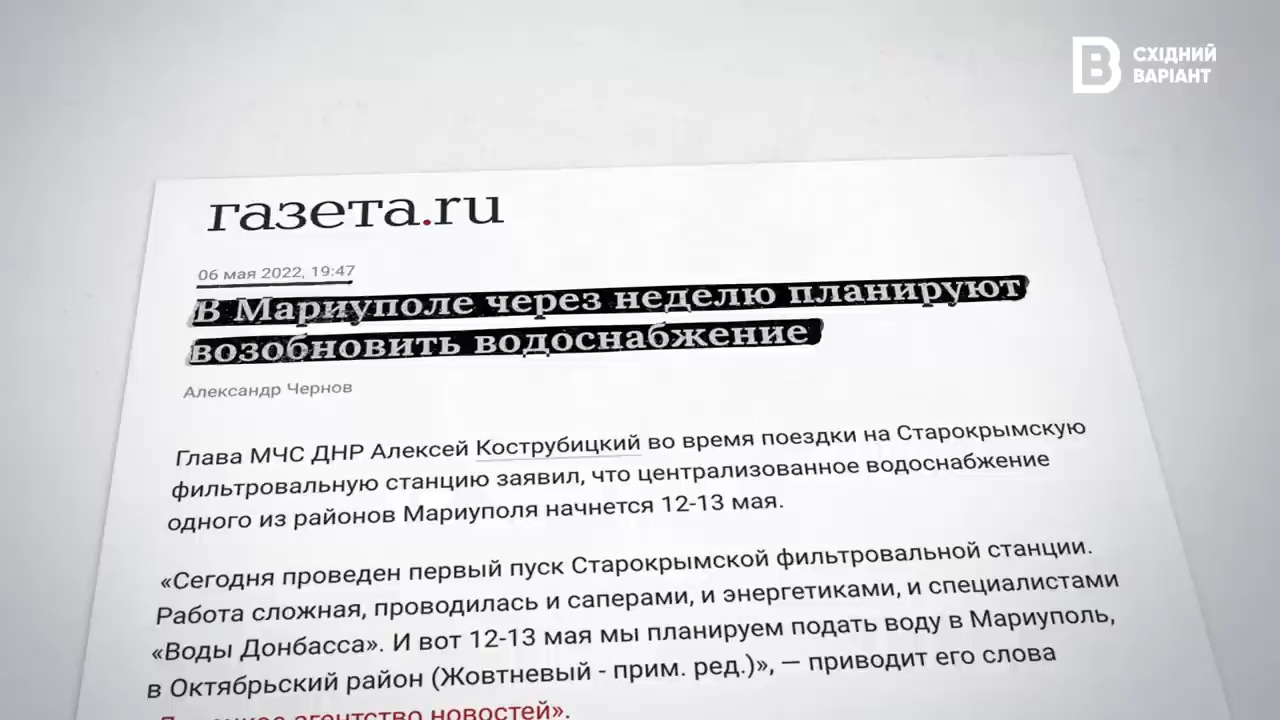 СХІДНИЙ
ВАРІАНТ
газета.ru
06 мая 2022, 19:47
В Мариуполе через неделю планируют
возобновить водоснабжение
Александр Чернов
Глава МЧС ДНР Алексей Кострубицкий во время поездки на Старокрымскую
фильтровальную станцию заявил, что централизованное водоснабжение
одного из районов Мариуполя начнется 12-13 мая.
«Сегодня проведен первый пуск Старокрымской фильтровальной станции.
Работа сложная, проводилась и саперами, и энергетиками, и специалистами
«Воды Донбасса». И вот 12-13 мая мы планируем подать воду в Мариуполь,
в Октябрьский район (Жовтневый - прим. ред.)», — приводит его слова
агентство новостей».